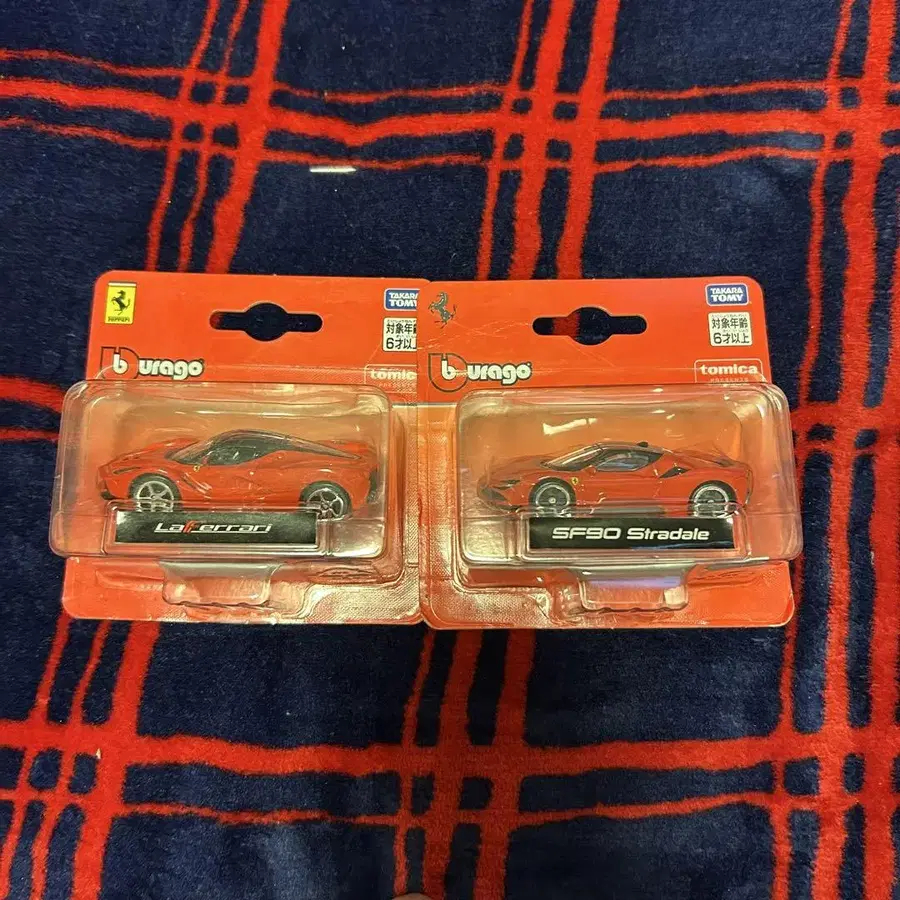 TAKARA
TOMY
対象年齢
6才以上
Burago
tomica
LaFerrari
TAKARA
TOMY
対象年齢
6才以上
Burago
tomica
PRESENTS
SF90 Stradale